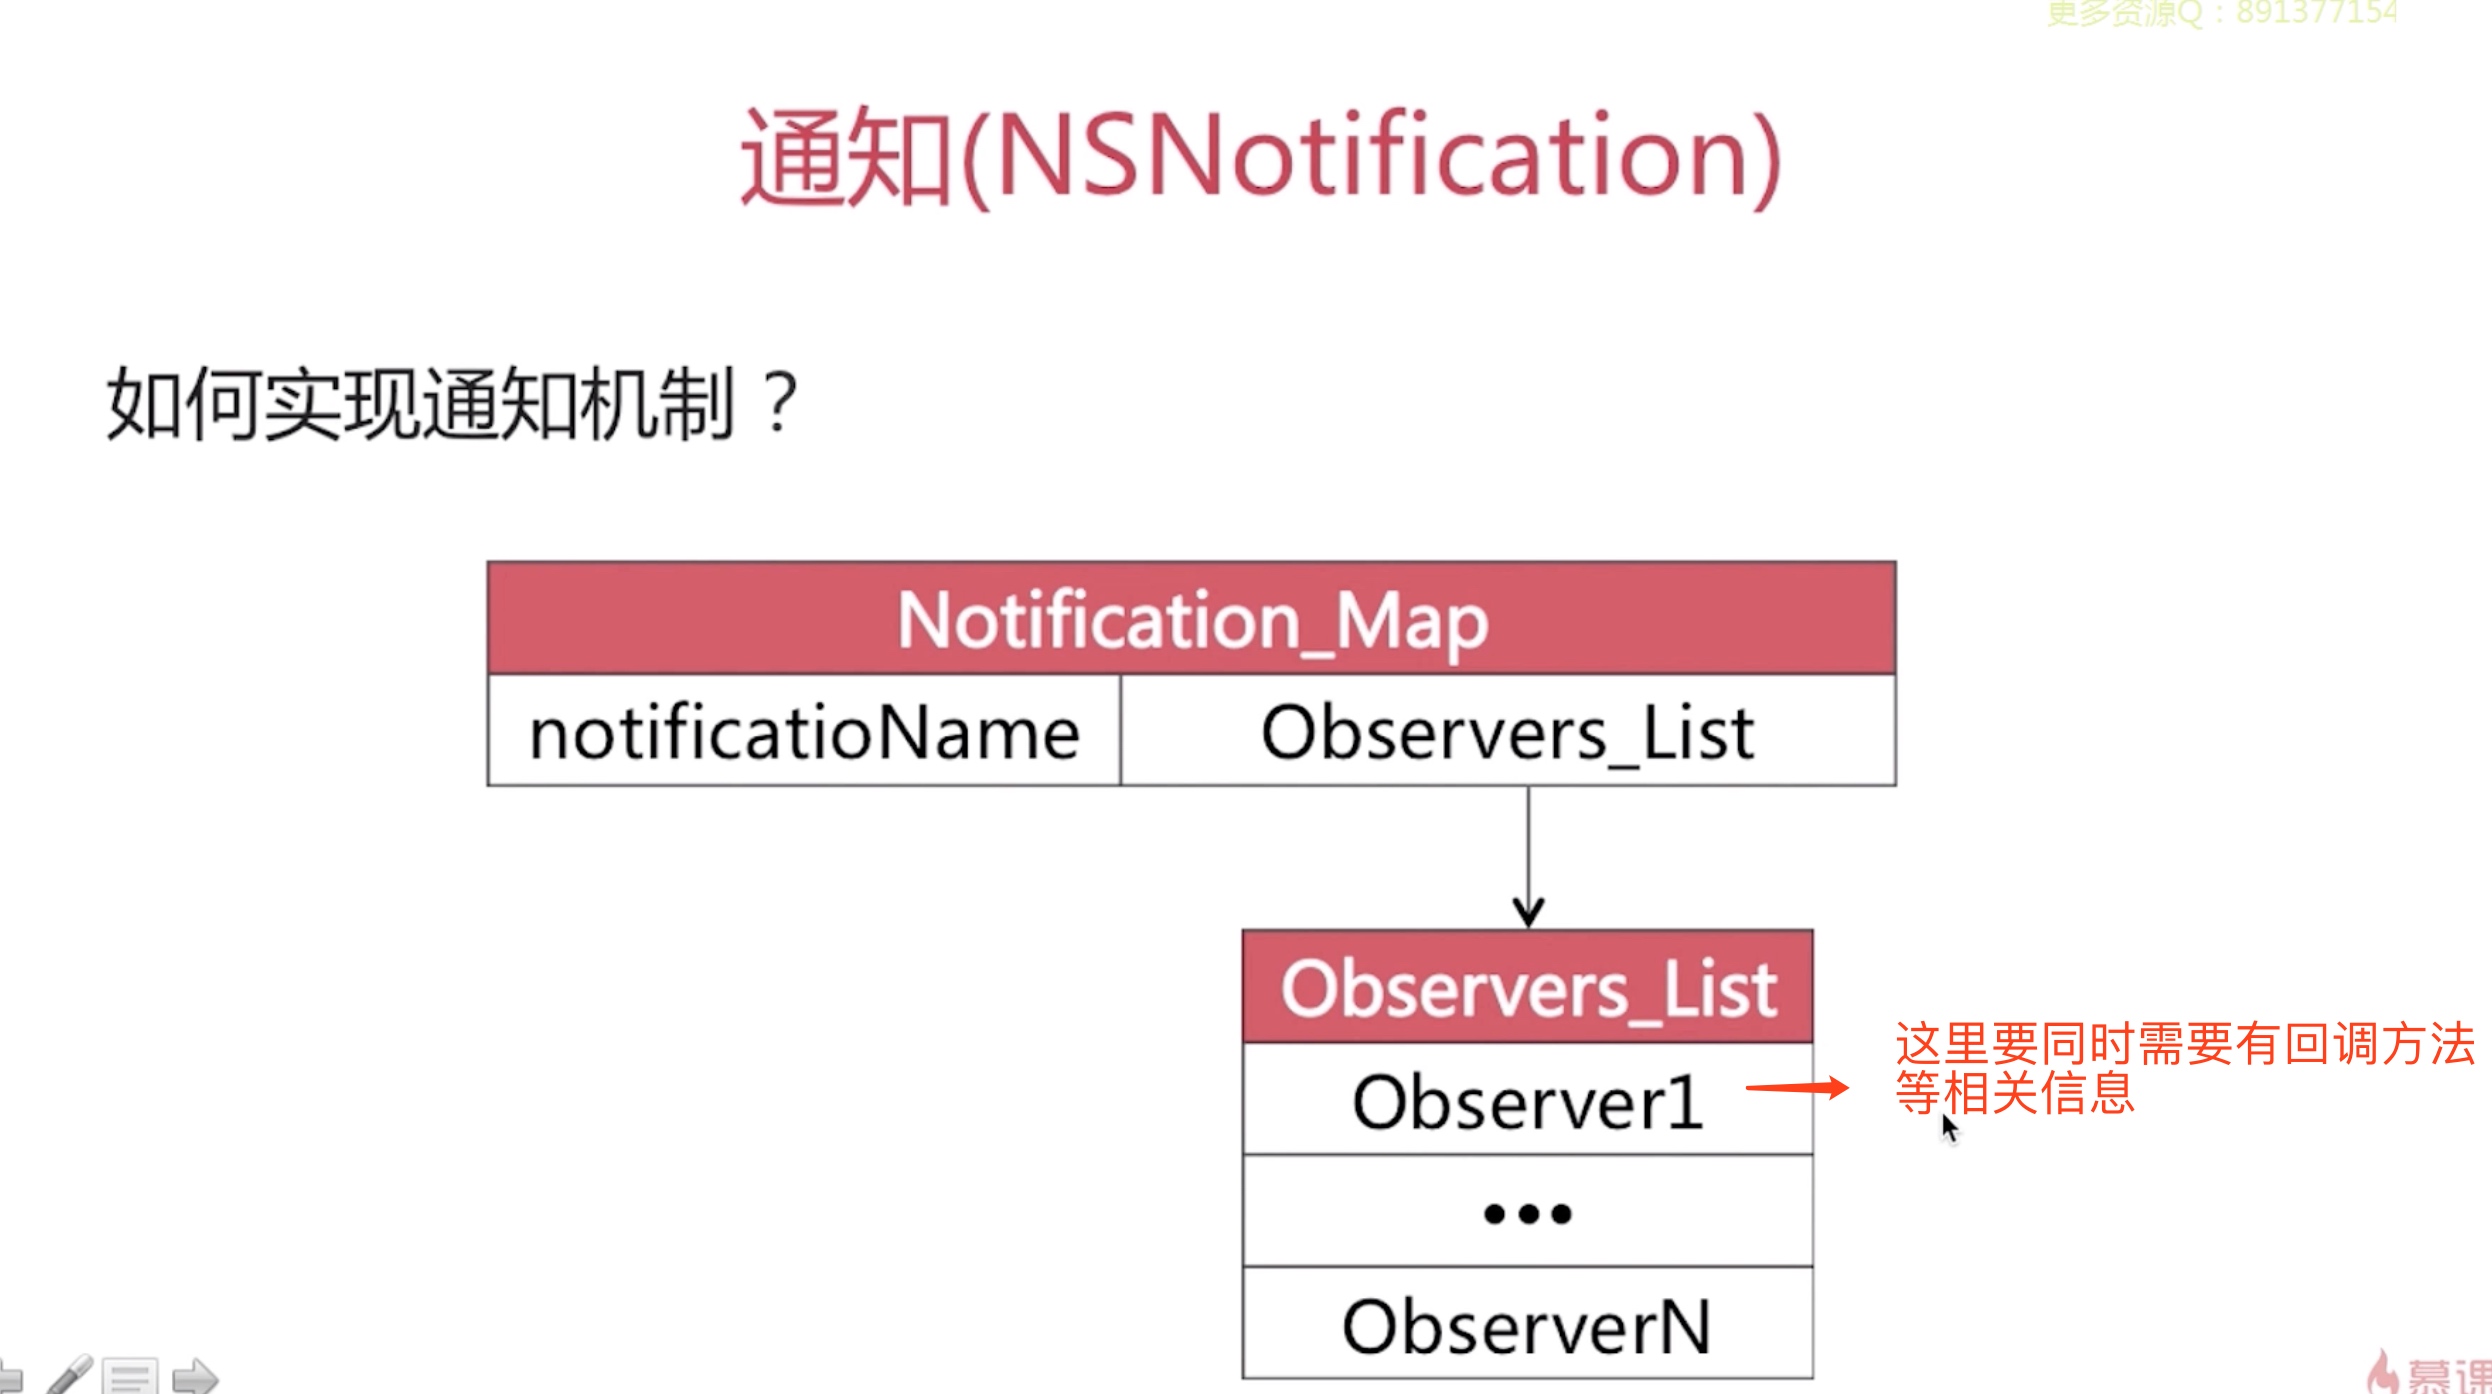 更多资源Q：891377154
通知(NSNotification)
如何实现通知机制？
Notification_Map
notificatioName
Observers_List
Observers_List
Observer1
这里要同时需要有回调方法
等相关信息
•••
ObserverN
慕课